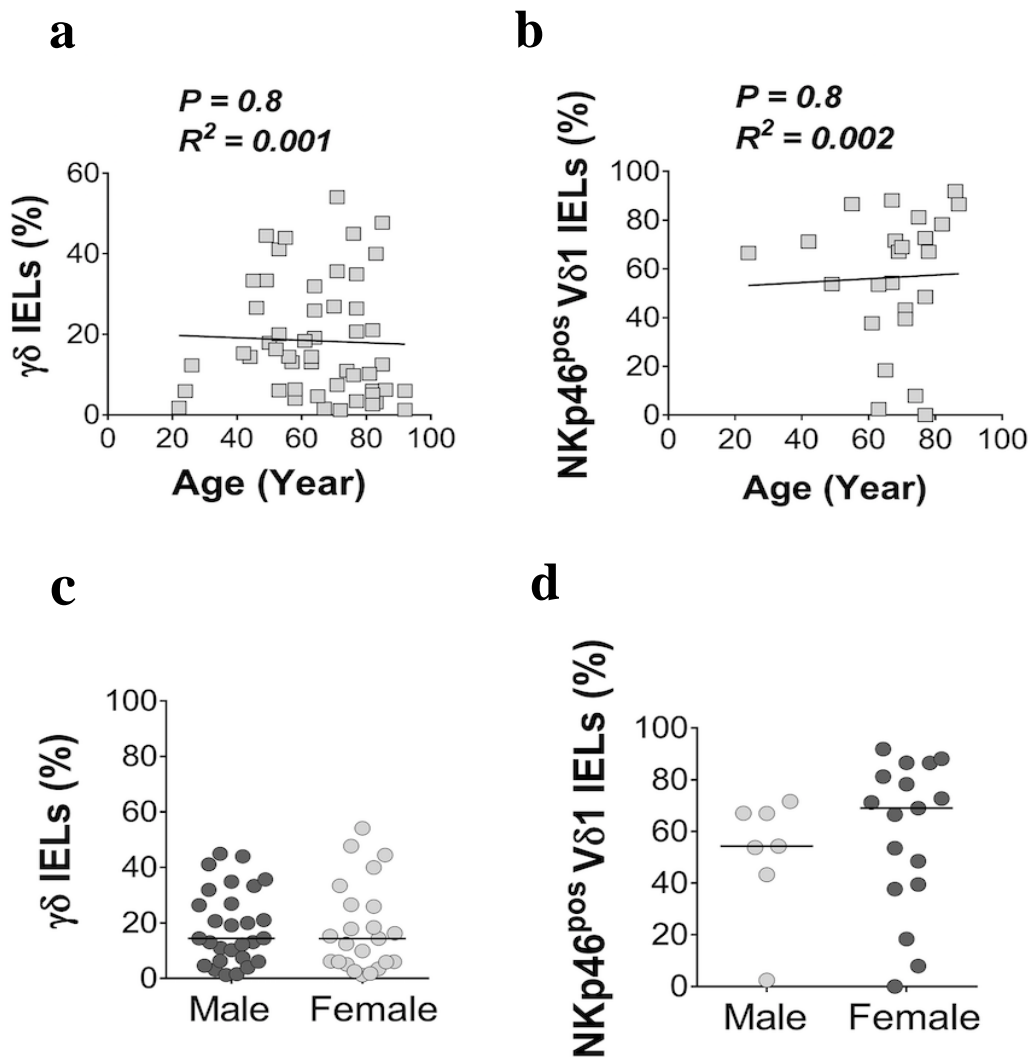 a
P = 0.8
R² = 0.001
γδ IELs (%)
60
40
20
0
0 20 40 60 80 100
Age (Year)
b
P = 0.8
R² = 0.002
NKp46ᵖᵒˢ Vδ1 IELs (%)
100
80
60
40
20
0
0 20 40 60 80 100
Age (Year)
c
γδ IELs (%)
100
80
60
40
20
0
Male Female
d
NKp46ᵖᵒˢ Vδ1 IELs (%)
100
80
60
40
20
0
Male Female